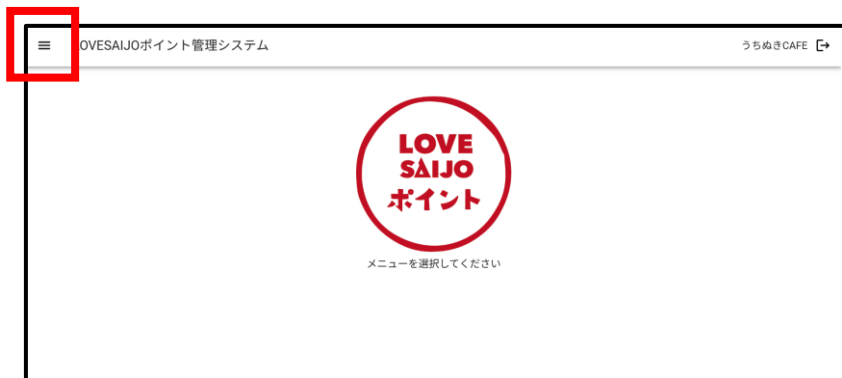 OVESAIJOポイント管理システム
うちぬきCAFE
LOVE
SAIJO
ポイント
メニューを選択してください